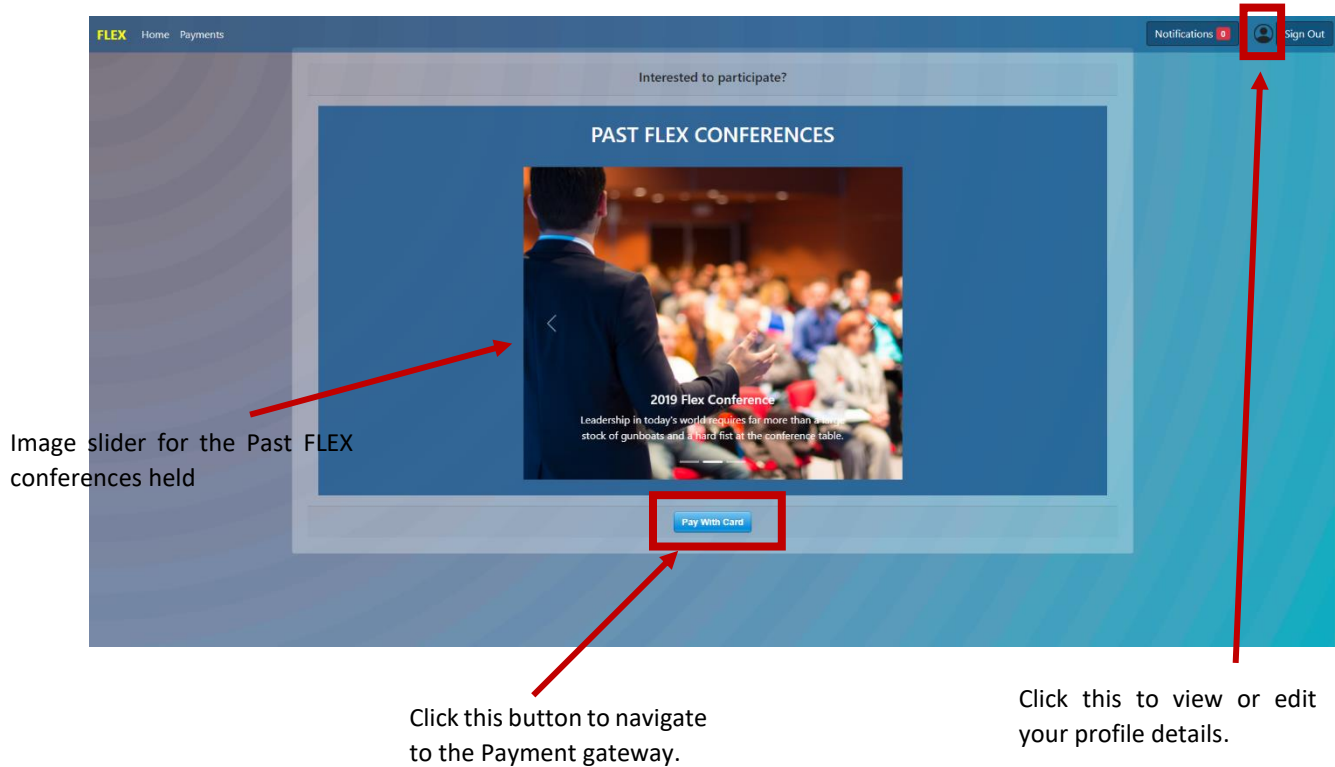 FLEX Home Payments Notifications 0 Sign Out
Interested to participate?
PAST FLEX CONFERENCES
2019 Flex Conference
Leadership in today's world requires far more than a large
stock of gunboats and a hard fist at the conference table.
Image slider for the Past FLEX
conferences held
Pay With Card
Click this button to navigate
to the Payment gateway.
Click this to view or edit
your profile details.